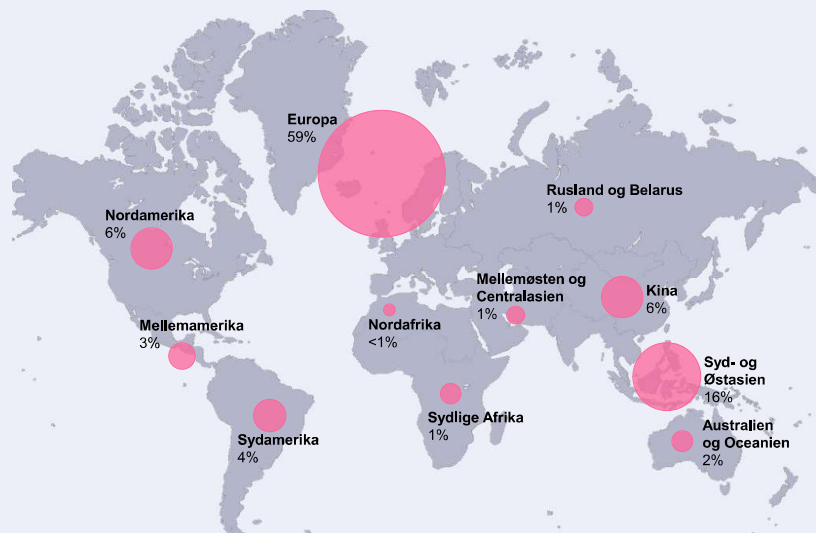 Europa
59%
Rusland og Belarus
1%
Nordamerika
6%
Mellemøsten og
Centralasien
1%
Kina
6%
Mellemamerika
3%
Nordafrika
<1%
Syd- og
Østasien
16%
Sydamerika
4%
Sydlige Afrika
1%
Australien
og Oceanien
2%